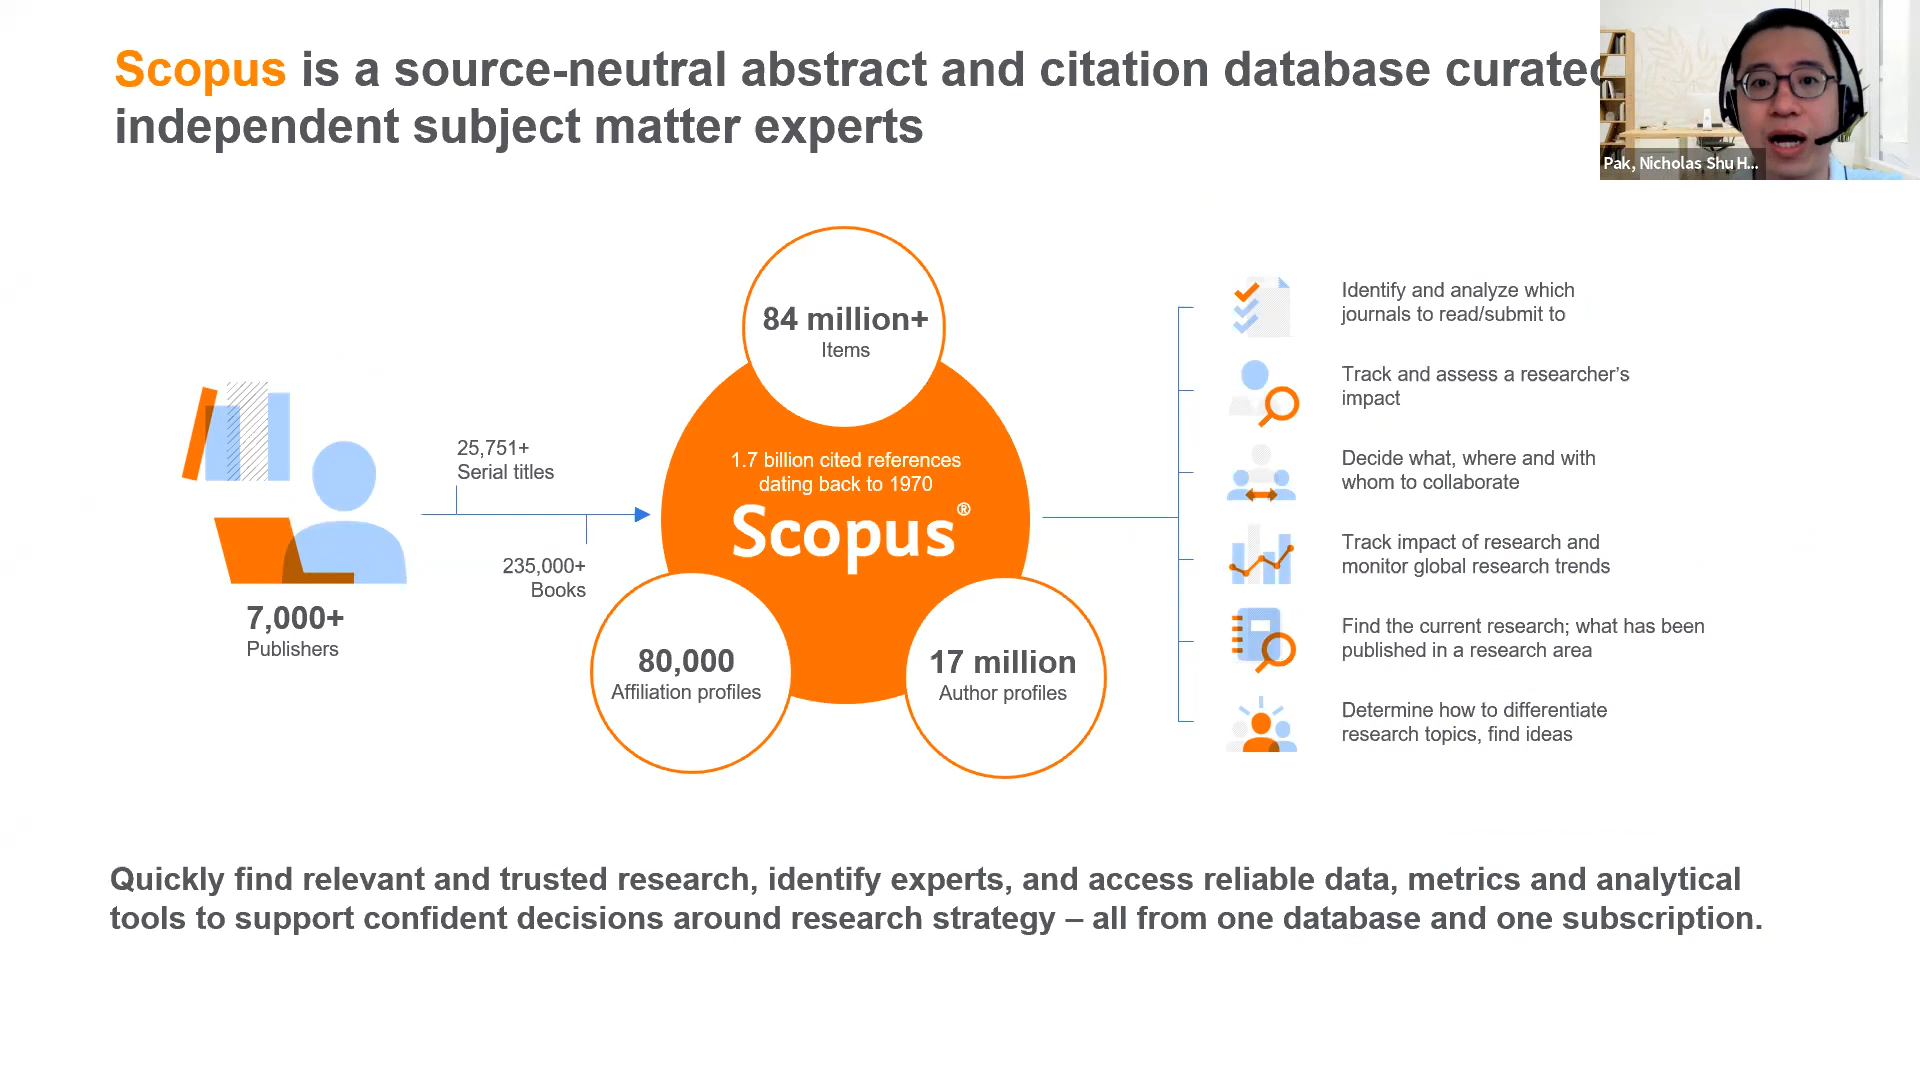 Scopus is a source-neutral abstract and citation database curated
independent subject matter experts
Pak, Nicholas Shu H...
84 million+
Items
1.7 billion cited references
dating back to 1970
Scopus®
25,751+
Serial titles
235,000+
Books
7,000+
Publishers
80,000
Affiliation profiles
17 million
Author profiles
Identify and analyze which
journals to read/submit to
Track and assess a researcher’s
impact
Decide what, where and with
whom to collaborate
Track impact of research and
monitor global research trends
Find the current research; what has been
published in a research area
Determine how to differentiate
research topics, find ideas
Quickly find relevant and trusted research, identify experts, and access reliable data, metrics and analytical
tools to support confident decisions around research strategy – all from one database and one subscription.